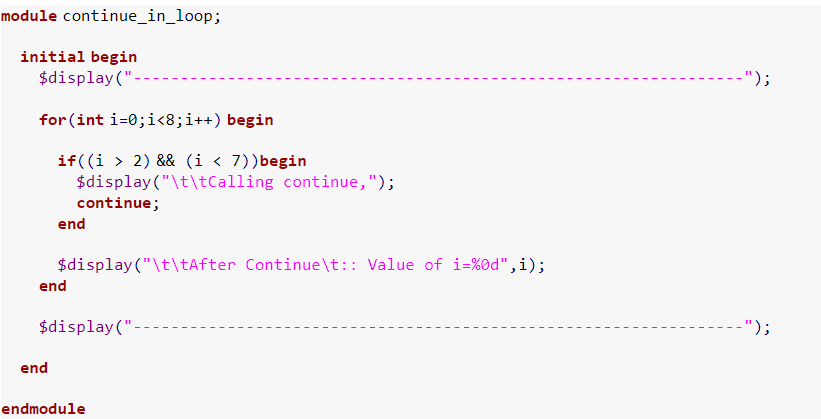 module continue_in_loop;
initial begin
$display("-----------------------------------------------------------------");
for(int i=0;i<8;i++) begin
if((i > 2) && (i < 7))begin
$display("\t\tCalling continue,");
continue;
end
$display("\t\tAfter Continue\t:: Value of i=%0d",i);
end
$display("-----------------------------------------------------------------");
end
endmodule